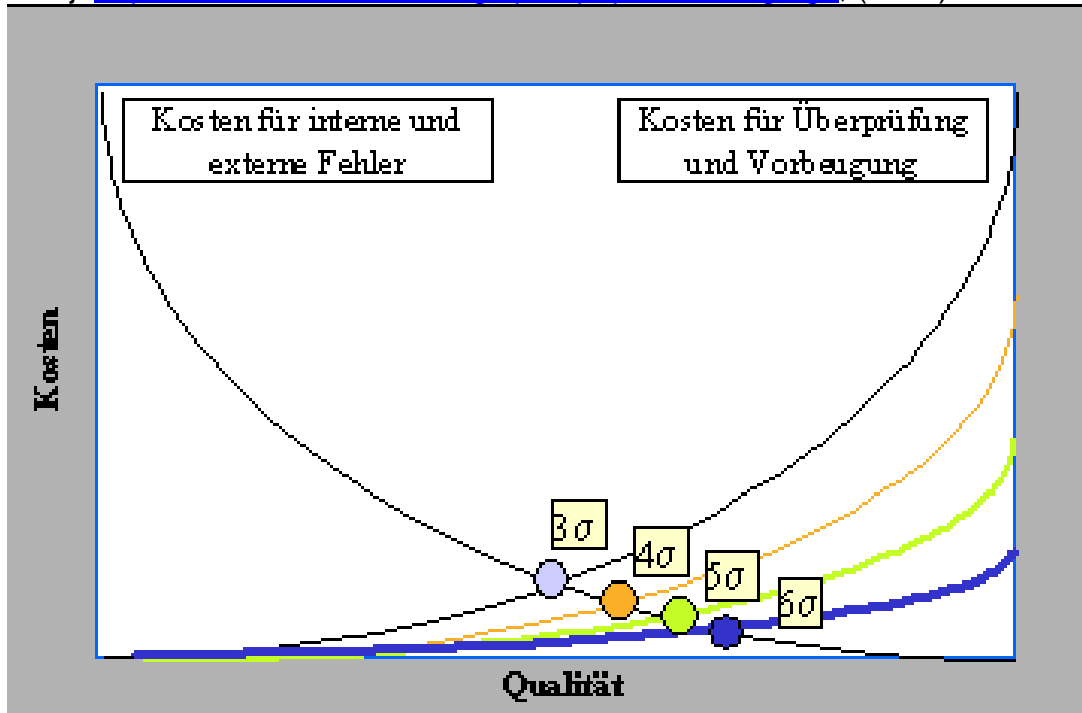 Kosten für interne und
externe Fehler
Kosten für Überprüfung
und Vorbeugung
3σ
4σ
5σ
6σ
Kosten
Qualität